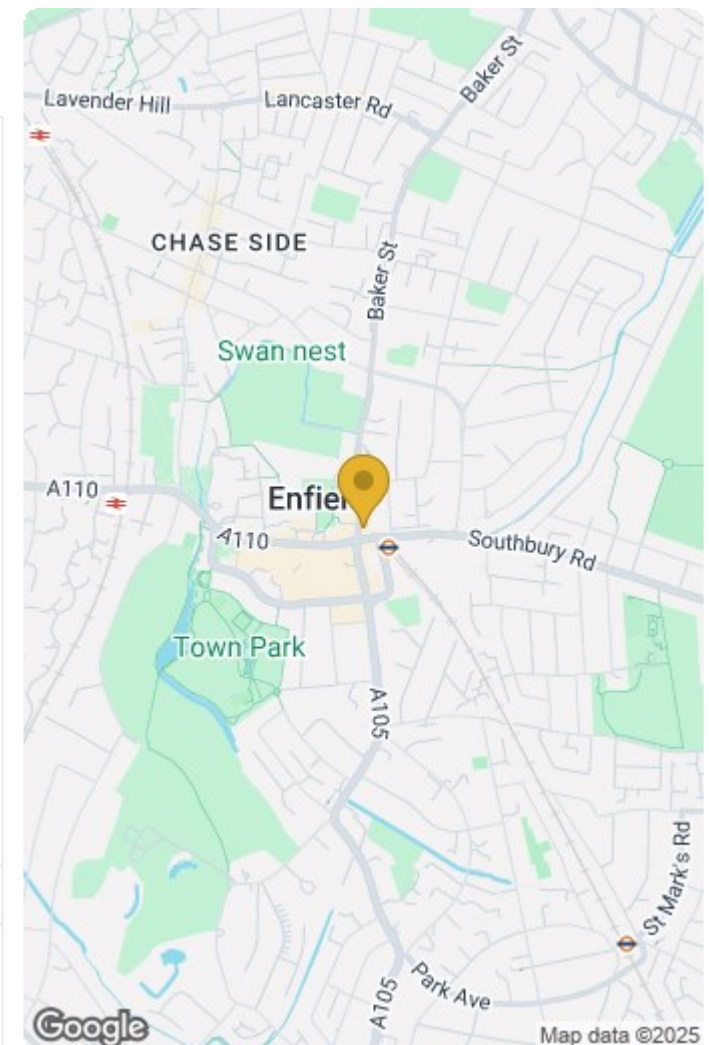 Baker St
Lavender Hill
Lancaster Rd
CHASE SIDE
Baker St
Swan nest
A110
Enfiel
A110
Southbury Rd
Town Park
A105
St Mark's Rd
Park Ave
A105
Google
Map data ©2025